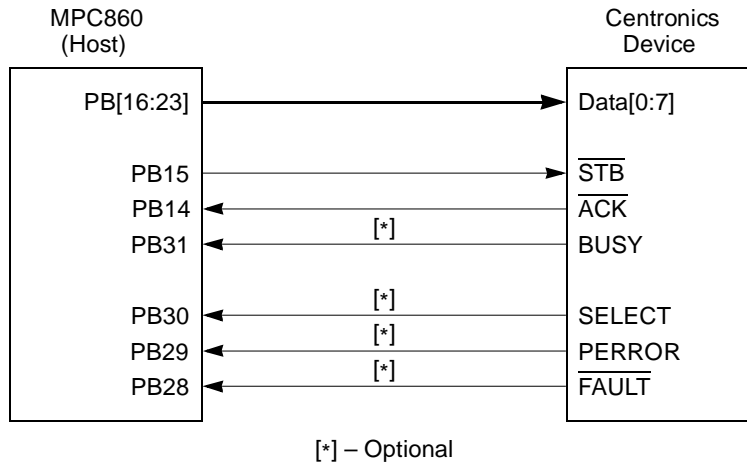 MPC860
(Host)
Centronics
Device
PB[16:23] Data[0:7]
PB15 STB
PB14 ACK
[*]
PB31 BUSY
[*]
PB30 SELECT
[*]
PB29 PERROR
[*]
PB28 FAULT
[*] – Optional